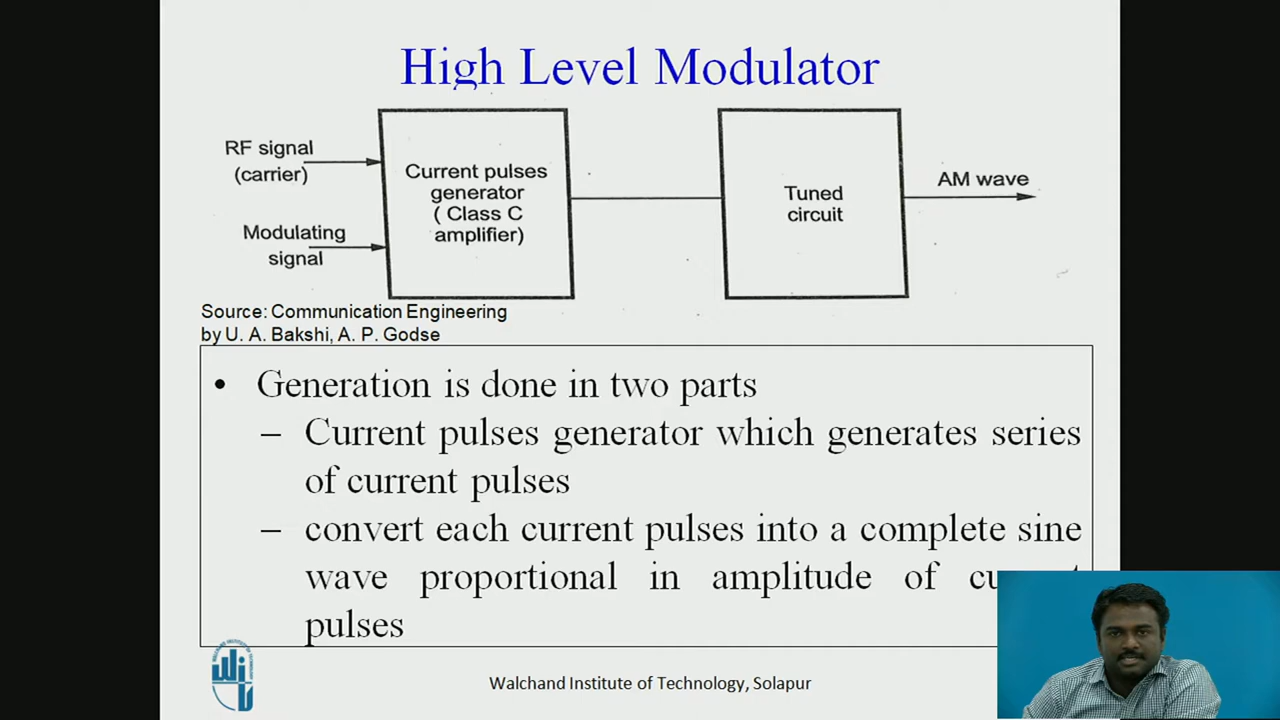 High Level Modulator
RF signal
(carrier)
Modulating
signal
Current pulses
generator
( Class C
amplifier)
Tuned
circuit
AM wave
Source: Communication Engineering
by U. A. Bakshi, A. P. Godse
• Generation is done in two parts
– Current pulses generator which generates series
of current pulses
– convert each current pulses into a complete sine
wave proportional in amplitude of
pulses
Walchand Institute of Technology, Solapur